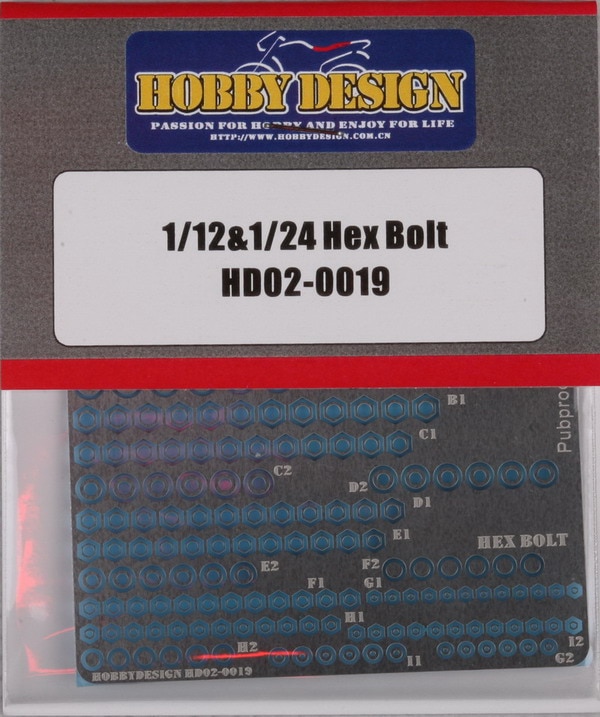 HOBBY DESIGN
PASSION FOR HOBBY AND ENJOY FOR LIFE
HTTP://WWW.HOBBYDESIGN.COM.CN
1/12&1/24 Hex Bolt
HD02-0019
B1
C1
Pubproc
C2
D2
D1
E1
HEX BOLT
E2
F2
F1
G1
H1
H2
I1
I2
G2
HOBBYDESIGN HD02-0019